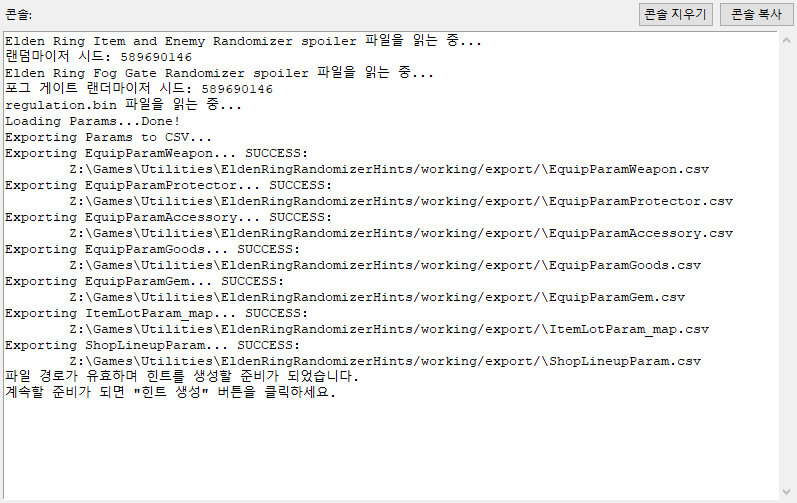 콘솔:
콘솔 지우기
콘솔 복사
Elden Ring Item and Enemy Randomizer spoiler 파일을 읽는 중...
랜덤마이저 시드: 589690146
Elden Ring Fog Gate Randomizer spoiler 파일을 읽는 중...
포그 게이트 랜더마이저 시드: 589690146
regulation.bin 파일을 읽는 중...
Loading Params...Done!
Exporting Params to CSV...
Exporting EquipParamWeapon... SUCCESS:
Z:\Games\Utilities\EldenRingRandomizerHints/working/export/\EquipParamWeapon.csv
Exporting EquipParamProtector... SUCCESS:
Z:\Games\Utilities\EldenRingRandomizerHints/working/export/\EquipParamProtector.csv
Exporting EquipParamAccessory... SUCCESS:
Z:\Games\Utilities\EldenRingRandomizerHints/working/export/\EquipParamAccessory.csv
Exporting EquipParamGoods... SUCCESS:
Z:\Games\Utilities\EldenRingRandomizerHints/working/export/\EquipParamGoods.csv
Exporting EquipParamGem... SUCCESS:
Z:\Games\Utilities\EldenRingRandomizerHints/working/export/\EquipParamGem.csv
Exporting ItemLotParam_map... SUCCESS:
Z:\Games\Utilities\EldenRingRandomizerHints/working/export/\ItemLotParam_map.csv
Exporting ShopLineupParam... SUCCESS:
Z:\Games\Utilities\EldenRingRandomizerHints/working/export/\ShopLineupParam.csv
파일 경로가 유효하며 힌트를 생성할 준비가 되었습니다.
계속할 준비가 되면 "힌트 생성" 버튼을 클릭하세요.